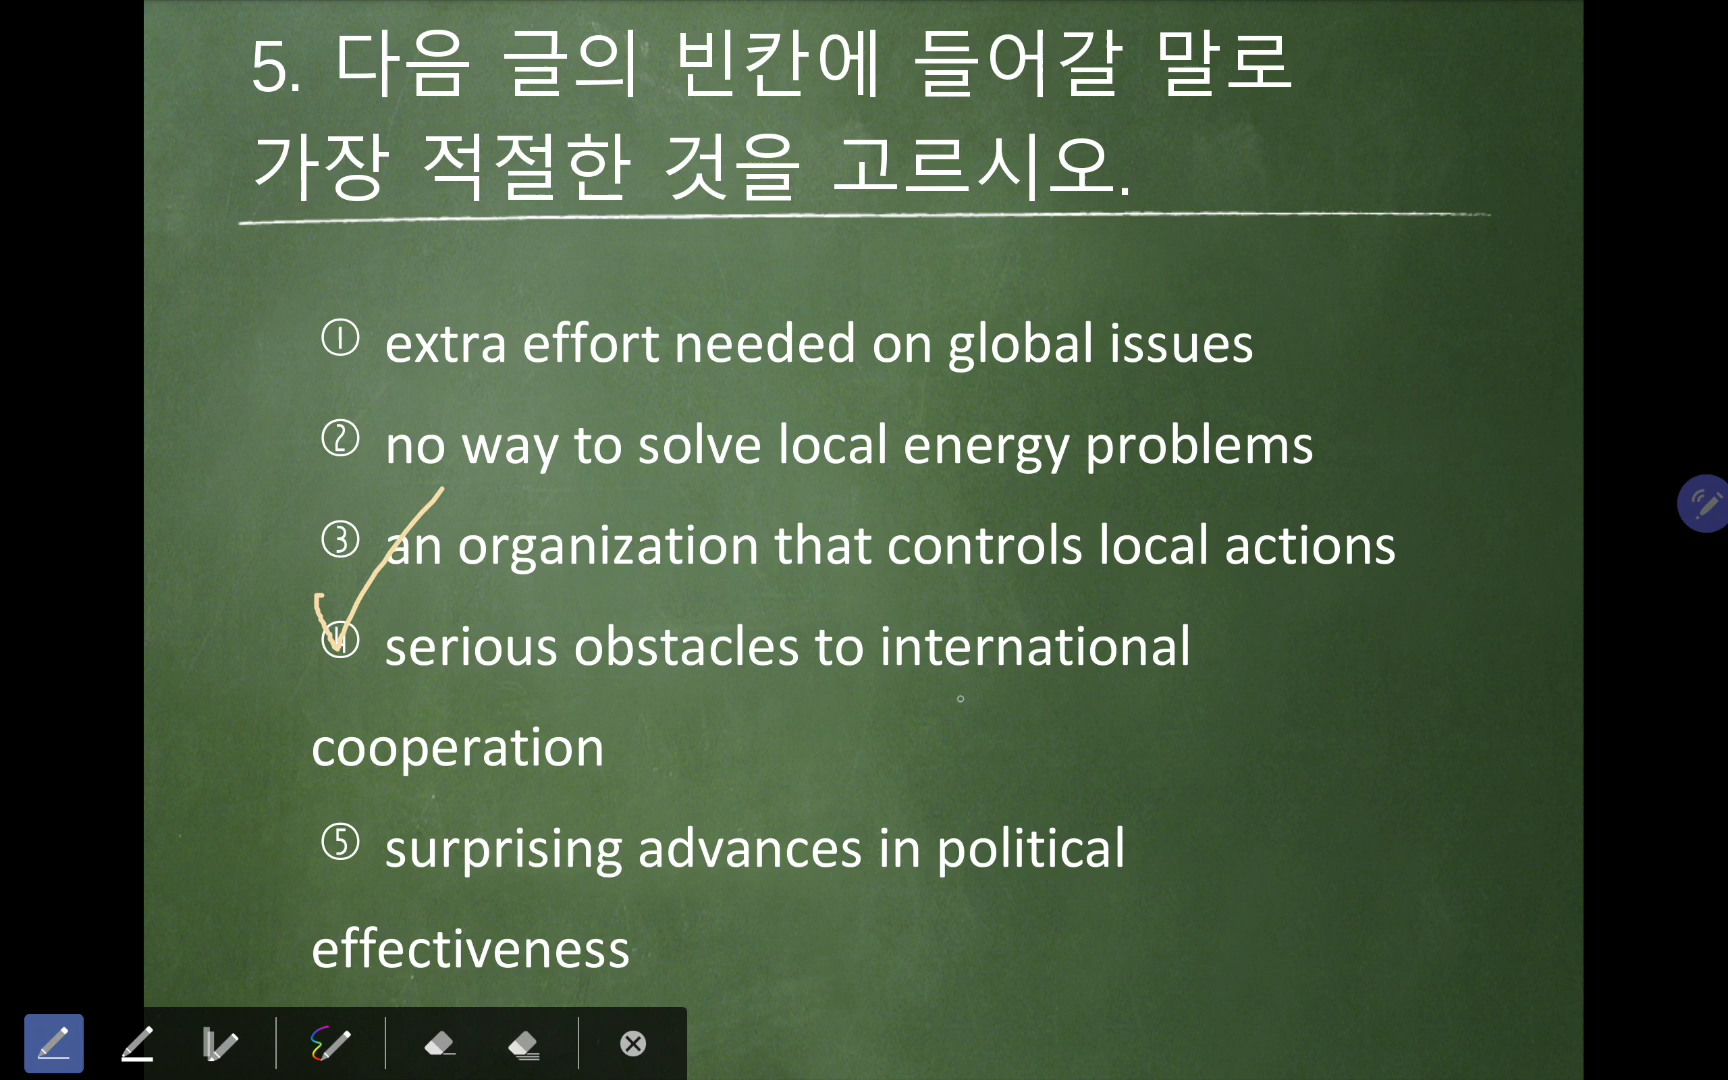 5. 다음 글의 빈칸에 들어갈 말로
가장 적절한 것을 고르시오.
① extra effort needed on global issues
② no way to solve local energy problems
③ an organization that controls local actions
④ serious obstacles to international
cooperation
⑤ surprising advances in political
effectiveness